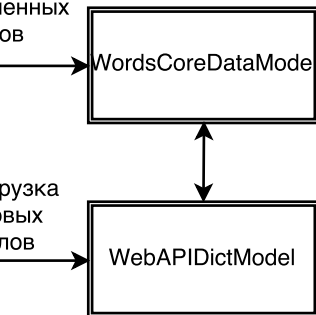 ненных
ов
WordsCoreDataMode
рузка
овых
лов
WebAPIDictModel